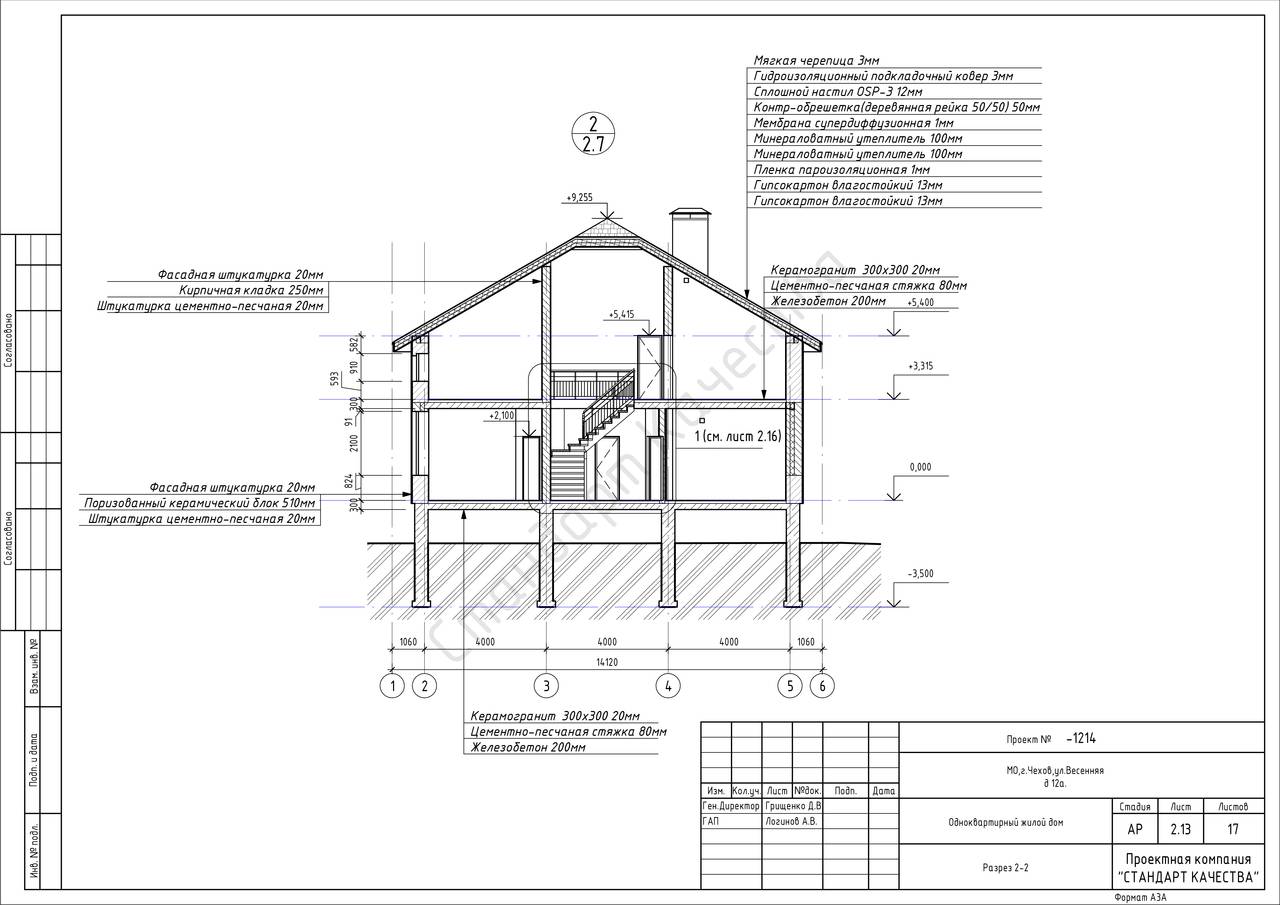 Мягкая черепица 3мм
Гидроизоляционный подкладочный ковер 3мм
Сплошной настил OSP-3 12мм
Контр-обрешетка(деревянная рейка 50/50) 50мм
Мембрана супердиффузионная 1мм
Минераловатный утеплитель 100мм
Минераловатный утеплитель 100мм
Пленка пароизоляционная 1мм
Гипсокартон влагостойкий 13мм
Гипсокартон влагостойкий 13мм
2
2.7
+9,255
Фасадная штукатурка 20мм
Кирпичная кладка 250мм
Штукатурка цементно-песчаная 20мм
Керамогранит 300х300 20мм
Цементно-песчаная стяжка 80мм
Железобетон 200мм
+5,400
+5,415
+3,315
+2,100
1 (см. лист 2.16)
0,000
-3,500
582
910
593
300
91
2100
824
300
Фасадная штукатурка 20мм
Поризованный керамический блок 510мм
Штукатурка цементно-песчаная 20мм
Стандарт Качества
1060
4000
4000
4000
1060
14120
1
2
3
4
5
6
Керамогранит 300х300 20мм
Цементно-песчаная стяжка 80мм
Железобетон 200мм
Согласовано
Согласовано
Взам. инв. №
Подп. и дата
Инв. № подл.
Проект № -1214
МО,г.Чехов,ул.Весенняя
д 12а.
Изм. Кол.уч. Лист №док. Подп. Дата
Ген.Директор Грищенко Д.В
ГАП Логинов А.В.
Одноквартирный жилой дом
Стадия Лист Листов
АР 2.13 17
Разрез 2-2
Проектная компания
"СТАНДАРТ КАЧЕСТВА"
Формат А3А